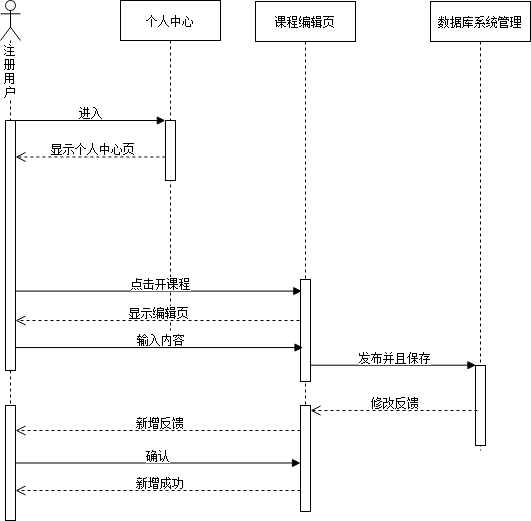 注册用户
个人中心
课程编辑页
数据库系统管理
进入
显示个人中心页
点击开课程
显示编辑页
输入内容
发布并且保存
修改反馈
新增反馈
确认
新增成功